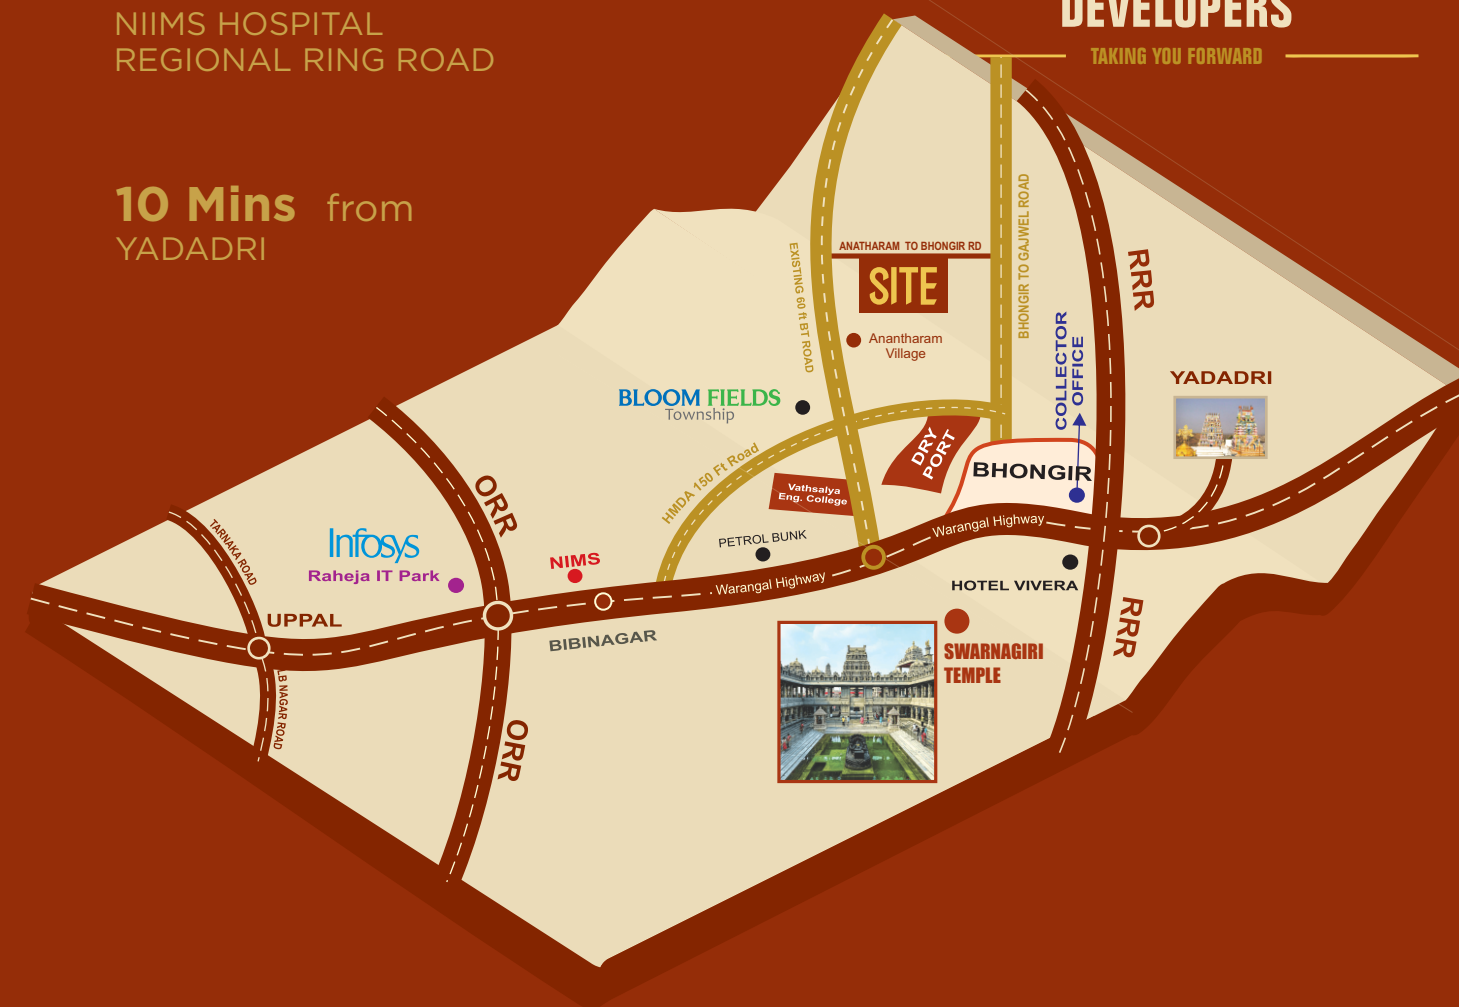 NIIMS HOSPITAL
REGIONAL RING ROAD
10 Mins from
YADADRI
DEVELOPERS
TAKING YOU FORWARD
ANATHARAM TO BHONGIR RD
SITE
EXISTING 60 ft BT ROAD
BHONGIR TO GAJWEL ROAD
RRR
Anantharam
Village
COLLECTOR
OFFICE
YADADRI
BLOOM FIELDS
Township
HMDA 150 Ft Road
DRY
PORT
BHONGIR
Vathsalya
Eng. College
ORR
TARNAKA ROAD
Infosys
Raheja IT Park
NIMS
PETROL BUNK
Warangal Highway
Warangal Highway
HOTEL VIVERA
UPPAL
BIBINAGAR
RRR
SWARNAGIRI
TEMPLE
LB NAGAR ROAD
ORR